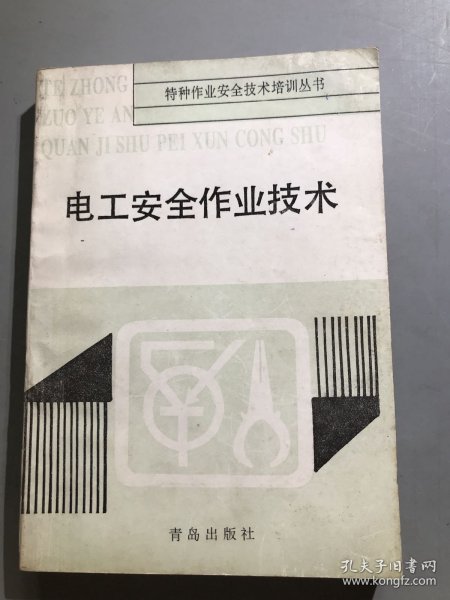 TE ZHONG
ZUO YE AN
QUAN JI SHU PEI XUN CONG SHU
特种作业安全技术培训丛书
电工安全作业技术
青岛出版社
孔夫子旧书网
www.kongfz.com